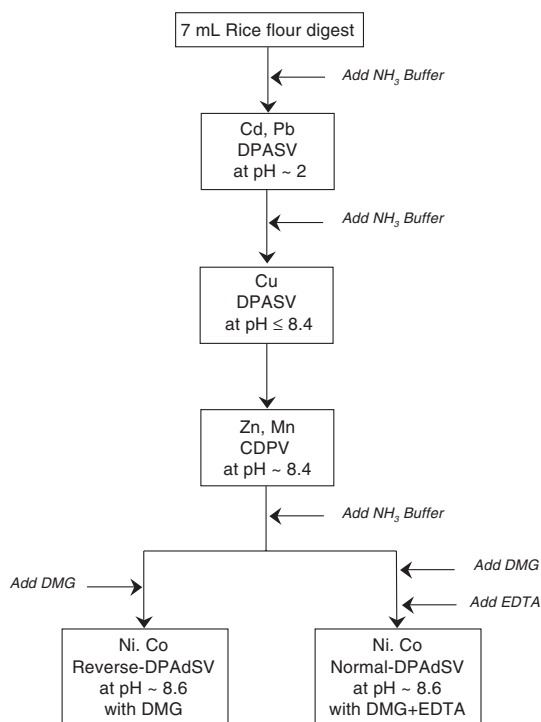 7 mL Rice flour digest
Add NH₃ Buffer
Cd, Pb
DPASV
at pH ~ 2
Add NH₃ Buffer
Cu
DPASV
at pH ≤ 8.4
Zn, Mn
CDPV
at pH ~ 8.4
Add NH₃ Buffer
Add DMG
Add DMG
Add EDTA
Ni. Co
Reverse-DPAdSV
at pH ~ 8.6
with DMG
Ni. Co
Normal-DPAdSV
at pH ~ 8.6
with DMG+EDTA